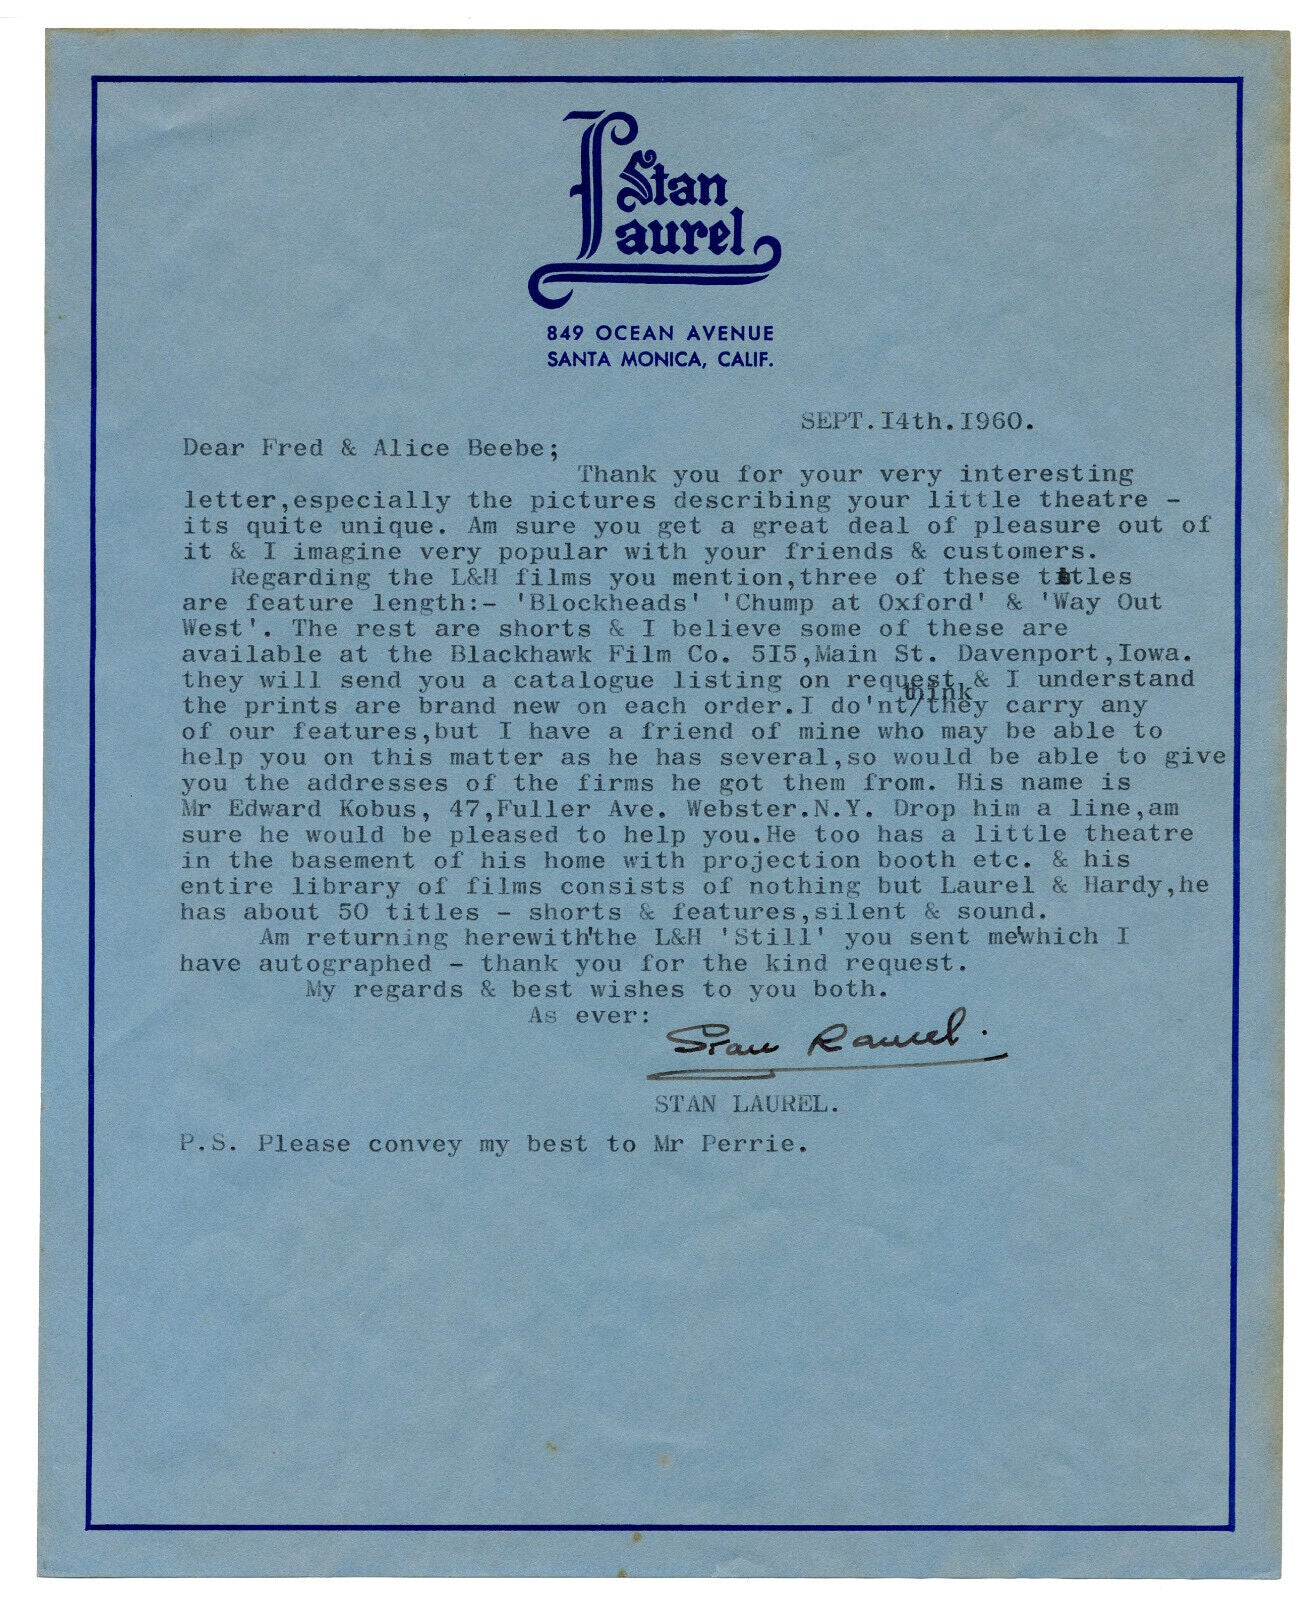 Stan
Laurel
849 OCEAN AVENUE
SANTA MONICA, CALIF.
SEPT.I4th.I960.
Dear Fred & Alice Beebe;
Thank you for your very interesting
letter,especially the pictures describing your little theatre -
its quite unique. Am sure you get a great deal of pleasure out of
it & I imagine very popular with your friends & customers.
Regarding the L&H films you mention,three of these titles
are feature length:- 'Blockheads' 'Chump at Oxford' & 'Way Out
West'. The rest are shorts & I believe some of these are
available at the Blackhawk Film Co. 5I5,Main St. Davenport,Iowa.
they will send you a catalogue listing on request & I understand
the prints are brand new on each order.I do'nt/think they carry any
of our features,but I have a friend of mine who may be able to
help you on this matter as he has several,so would be able to give
you the addresses of the firms he got them from. His name is
Mr Edward Kobus, 47,Fuller Ave. Webster.N.Y. Drop him a line,am
sure he would be pleased to help you.He too has a little theatre
in the basement of his home with projection booth etc. & his
entire library of films consists of nothing but Laurel & Hardy,he
has about 50 titles - shorts & features,silent & sound.
Am returning herewith'the L&H 'Still' you sent me'which I
have autographed - thank you for the kind request.
My regards & best wishes to you both.
As ever:
Stan Laurel.
STAN LAUREL.
P.S. Please convey my best to Mr Perrie.